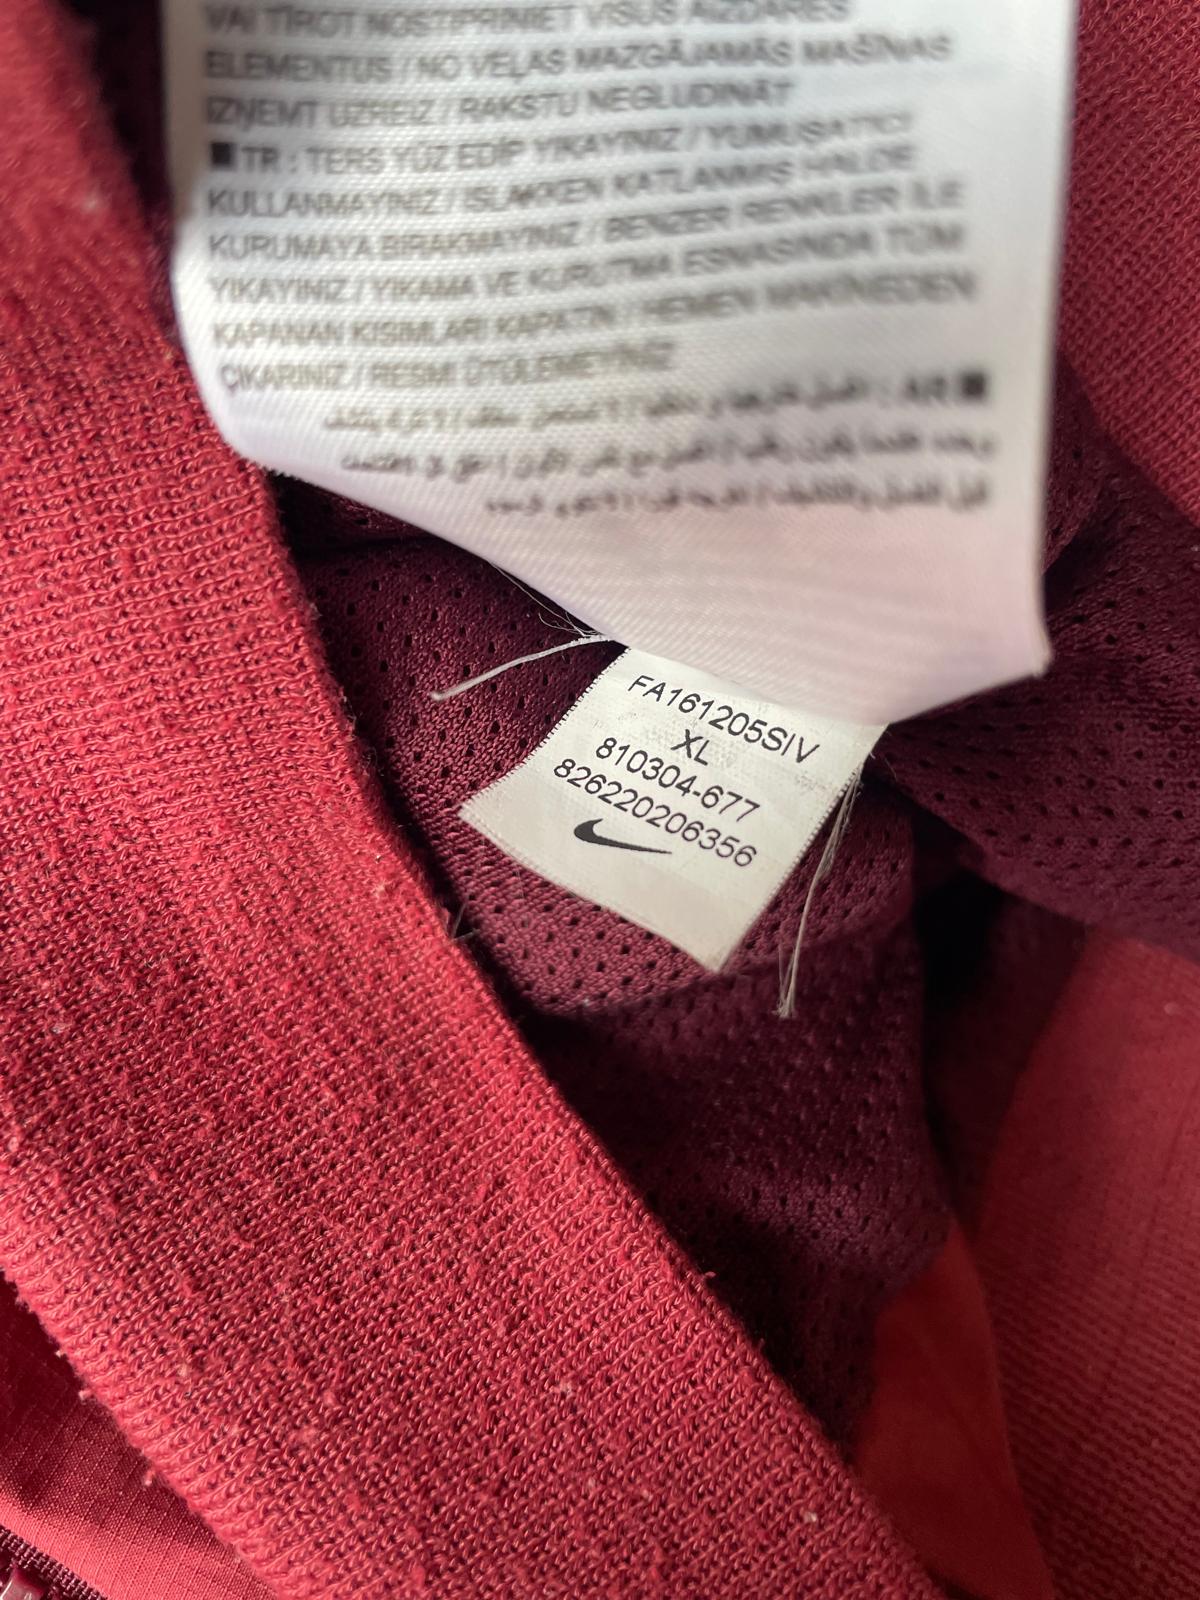 VAI TĪROT NOSTIPRINIET VISUS AIZDARES
ELEMENTUS / NO VEĻAS MAZGĀJAMĀS MAŠĪNAS
IZŅEMT UZREIZ / RAKSTU NEGLUDINĀT
■ TR : TERS YÜZ EDİP YIKAYINIZ / YUMUŞATICI
KULLANMAYINIZ / ISLAKKEN KATLANMIŞ HALDE
KURUMAYA BIRAKMAYINIZ / BENZER RENKLER İLE
YIKAYINIZ / YIKAMA VE KURUTMA ESNASINDA TÜM
KAPANAN KISIMLARI KAPATIN / HEMEN MAKİNEDEN
ÇIKARINIZ / RESMİ ÜTÜLEMEYİNİZ
■ AR :
FA161205SIV
XL
810304-677
826220206356